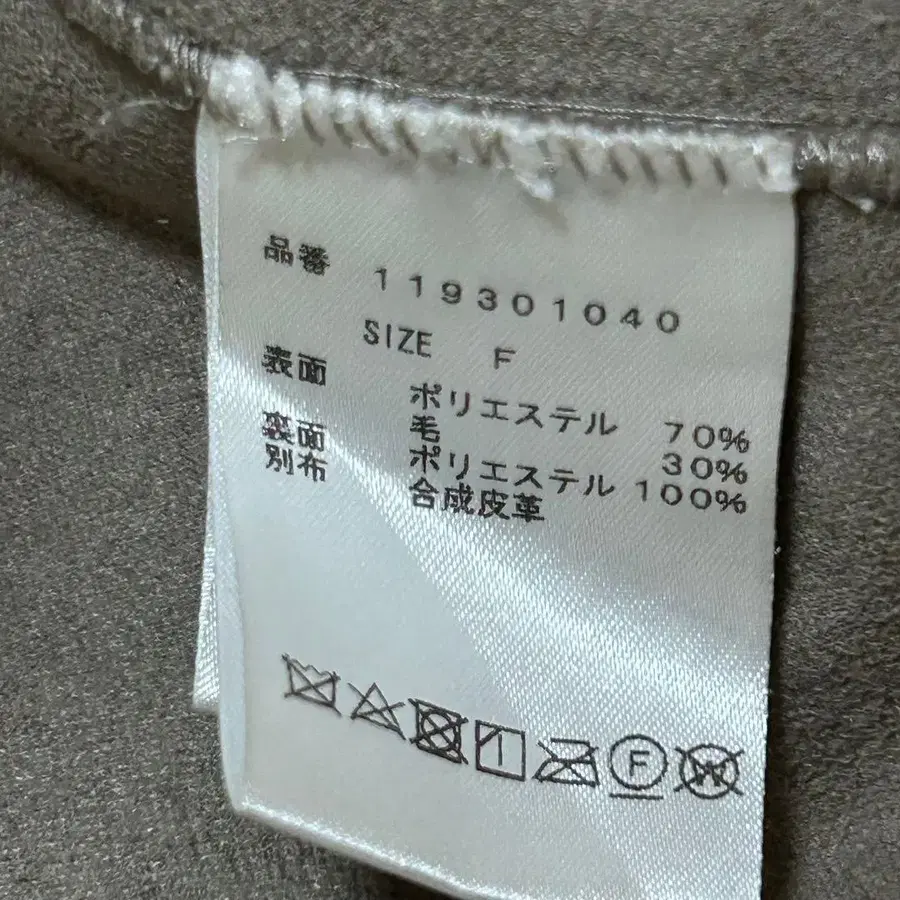 品番 119301040
SIZE F
表面 ポリエステル 70%
毛 30%
裏面 ポリエステル 100%
別布 合成皮革
F
W